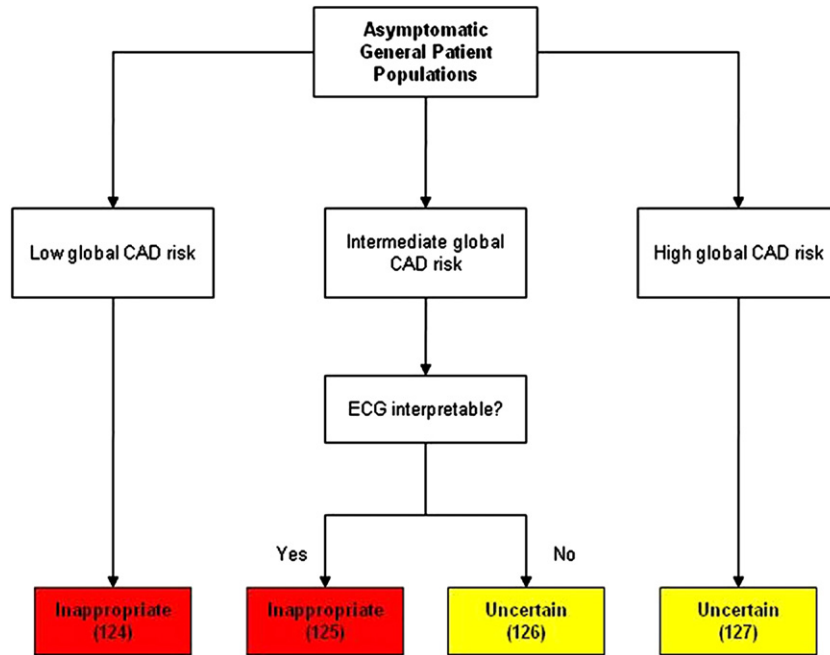 Asymptomatic
General Patient
Populations
Low global CAD risk
Intermediate global
CAD risk
High global CAD risk
ECG interpretable?
Yes
No
Inappropriate
(124)
Inappropriate
(125)
Uncertain
(126)
Uncertain
(127)